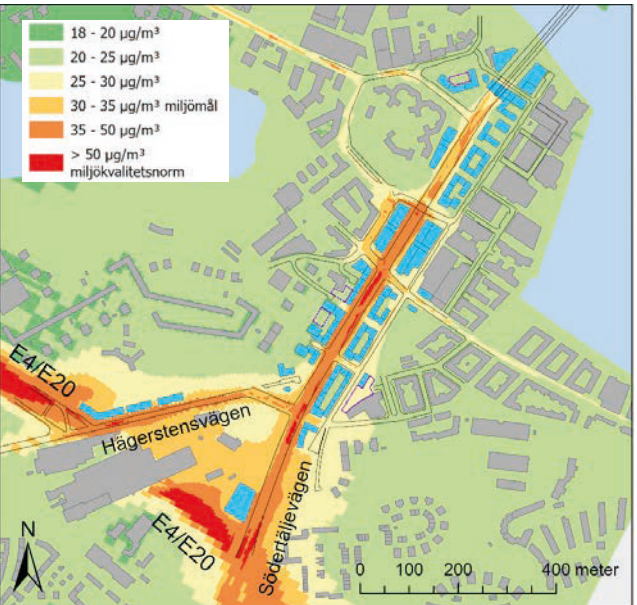 18 - 20 µg/m³
20 - 25 µg/m³
25 - 30 µg/m³
30 - 35 µg/m³ miljömål
35 - 50 µg/m³
> 50 µg/m³
miljökvalitetsnorm
E4/E20
Hägerstensvägen
E4/E20
Södertäljevägen
N
0 100 200 400 meter